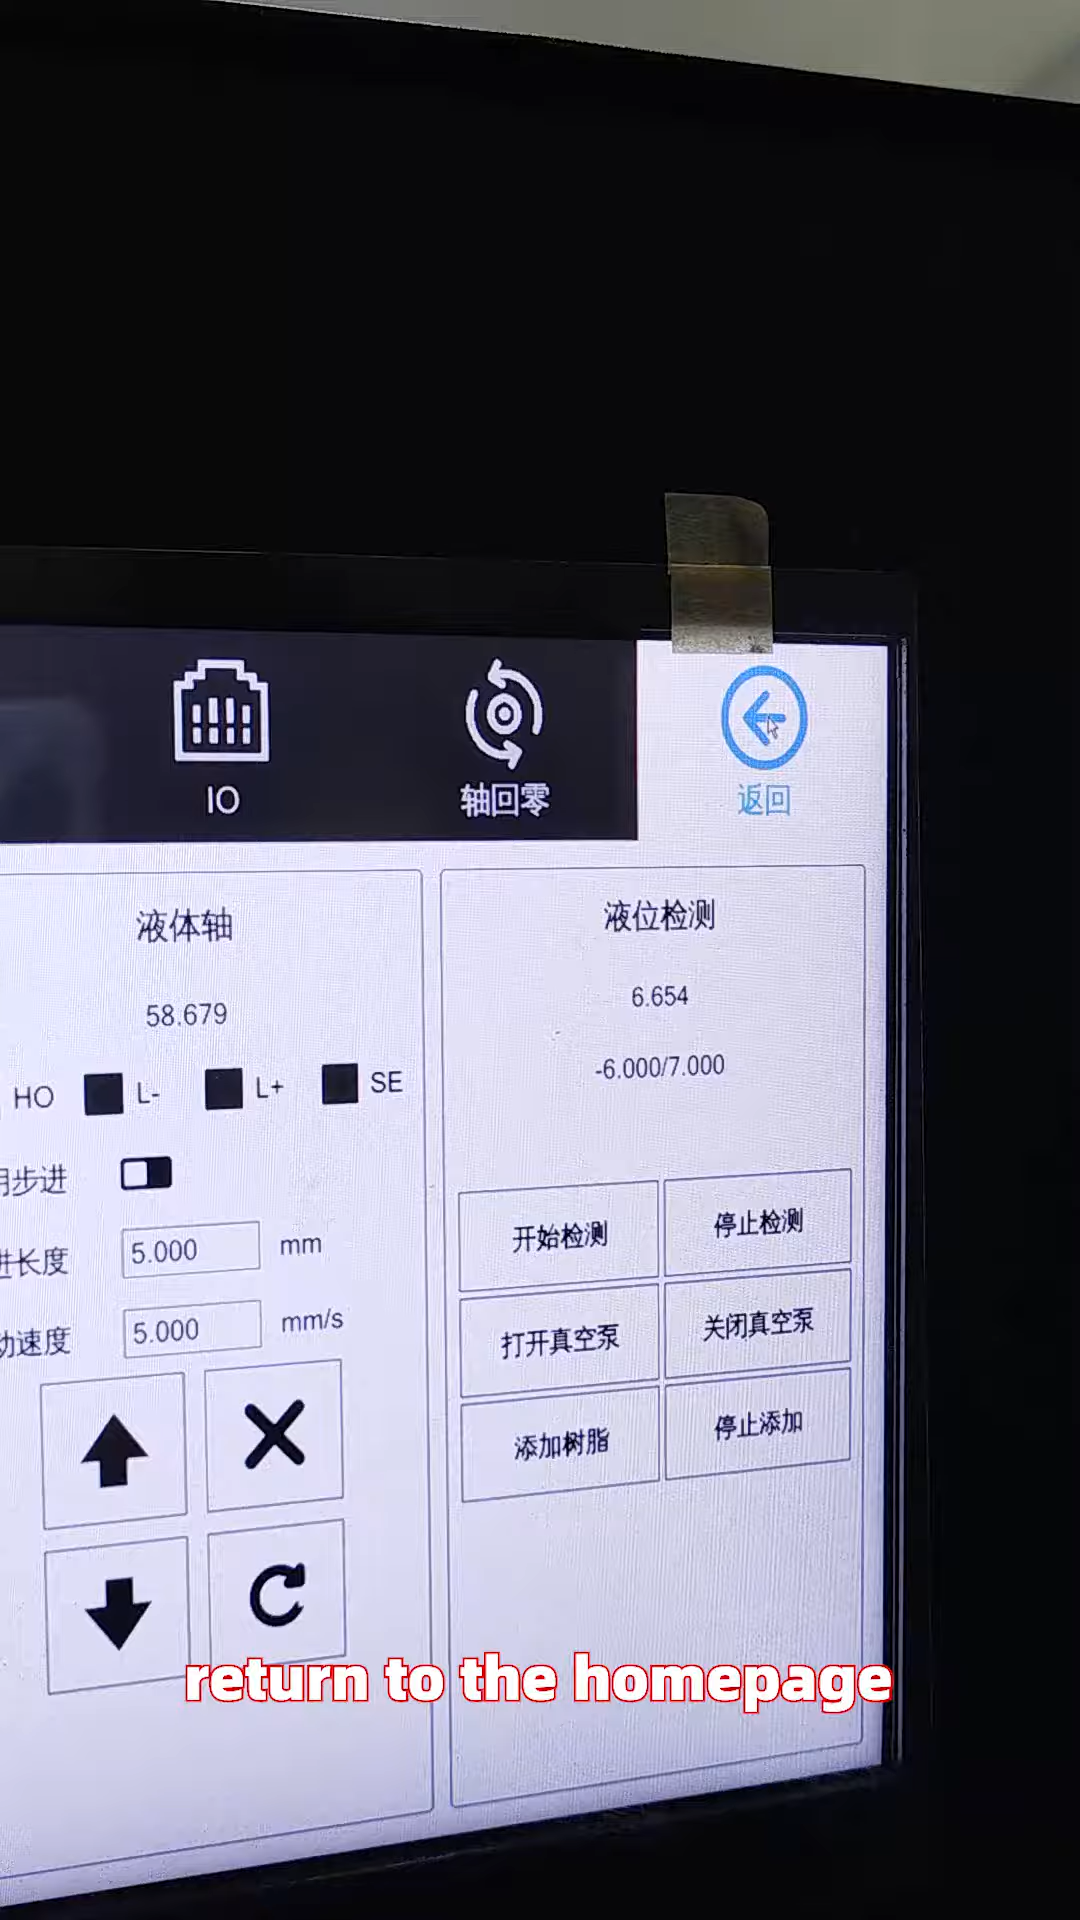 IO
轴回零
返回
液体轴
58.679
HO
L-
L+
SE
步进
长度
5.000
mm
速度
5.000
mm/s
液位检测
6.654
-6.000/7.000
开始检测
停止检测
打开真空泵
关闭真空泵
添加树脂
停止添加
return to the homepage